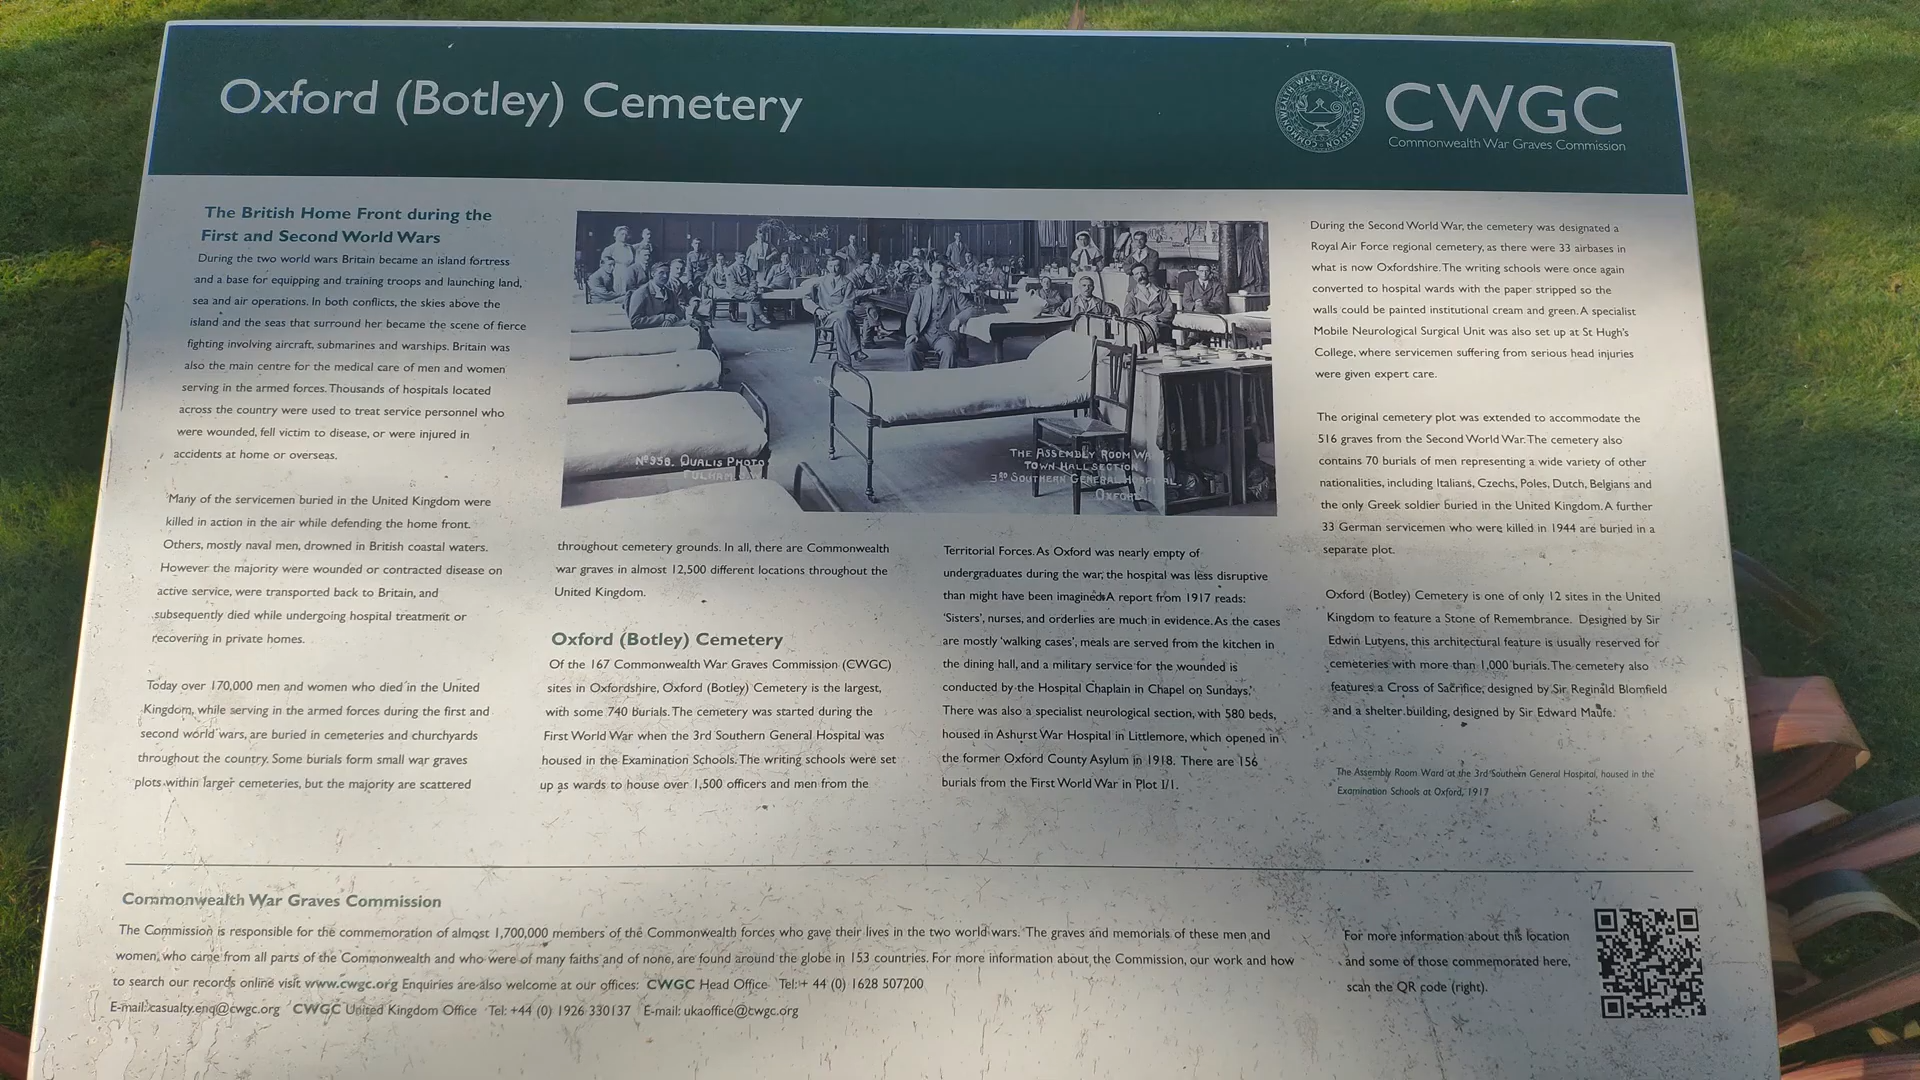 Oxford (Botley) Cemetery
COMMONWEALTH WAR GRAVES COMMISSION
CWGC
Commonwealth War Graves Commission
The British Home Front during the
First and Second World Wars
During the two world wars Britain became an island fortress
and a base for equipping and training troops and launching land,
sea and air operations. In both conflicts, the skies above the
island and the seas that surround her became the scene of fierce
fighting involving aircraft, submarines and warships. Britain was
also the main centre for the medical care of men and women
serving in the armed forces. Thousands of hospitals located
across the country were used to treat service personnel who
were wounded, fell victim to disease, or were injured in
accidents at home or overseas.
Many of the servicemen buried in the United Kingdom were
killed in action in the air while defending the home front.
Others, mostly naval men, drowned in British coastal waters.
However the majority were wounded or contracted disease on
active service, were transported back to Britain, and
subsequently died while undergoing hospital treatment or
recovering in private homes.
Today over 170,000 men and women who died in the United
Kingdom, while serving in the armed forces during the first and
second world wars, are buried in cemeteries and churchyards
throughout the country. Some burials form small war graves
plots within larger cemeteries, but the majority are scattered
No 958. QUALIS PHOTO
FULHAM
THE ASSEMBLY ROOM
TOWN HALL SECTION
3RD SOUTHERN GENERAL HOSPITAL
OXFORD
throughout cemetery grounds. In all, there are Commonwealth
war graves in almost 12,500 different locations throughout the
United Kingdom.
Oxford (Botley) Cemetery
Of the 167 Commonwealth War Graves Commission (CWGC)
sites in Oxfordshire, Oxford (Botley) Cemetery is the largest,
with some 740 burials. The cemetery was started during the
First World War when the 3rd Southern General Hospital was
housed in the Examination Schools. The writing schools were set
up as wards to house over 1,500 officers and men from the
Territorial Forces. As Oxford was nearly empty of
undergraduates during the war, the hospital was less disruptive
than might have been imagined. A report from 1917 reads:
'Sisters', nurses, and orderlies are much in evidence. As the cases
are mostly 'walking cases', meals are served from the kitchen in
the dining hall, and a military service for the wounded is
conducted by the Hospital Chaplain in Chapel on Sundays.'
There was also a specialist neurological section, with 580 beds,
housed in Ashurst War Hospital in Littlemore, which opened in
the former Oxford County Asylum in 1918. There are 156
burials from the First World War in Plot I/1.
During the Second World War, the cemetery was designated a
Royal Air Force regional cemetery, as there were 33 airbases in
what is now Oxfordshire. The writing schools were once again
converted to hospital wards with the paper stripped so the
walls could be painted institutional cream and green. A specialist
Mobile Neurological Surgical Unit was also set up at St Hugh's
College, where servicemen suffering from serious head injuries
were given expert care.
The original cemetery plot was extended to accommodate the
516 graves from the Second World War. The cemetery also
contains 70 burials of men representing a wide variety of other
nationalities, including Italians, Czechs, Poles, Dutch, Belgians and
the only Greek soldier buried in the United Kingdom. A further
33 German servicemen who were killed in 1944 are buried in a
separate plot.
Oxford (Botley) Cemetery is one of only 12 sites in the United
Kingdom to feature a Stone of Remembrance. Designed by Sir
Edwin Lutyens, this architectural feature is usually reserved for
cemeteries with more than 1,000 burials. The cemetery also
features a Cross of Sacrifice, designed by Sir Reginald Blomfield
and a shelter building, designed by Sir Edward Maufe.
The Assembly Room Ward at the 3rd Southern General Hospital, housed in the
Examination Schools at Oxford, 1917
Commonwealth War Graves Commission
The Commission is responsible for the commemoration of almost 1,700,000 members of the Commonwealth forces who gave their lives in the two world wars. The graves and memorials of these men and
women, who came from all parts of the Commonwealth and who were of many faiths and of none, are found around the globe in 153 countries. For more information about the Commission, our work and how
to search our records online visit www.cwgc.org Enquiries are also welcome at our offices: CWGC Head Office Tel: + 44 (0) 1628 507200
E-mail: casualty.enq@cwgc.org CWGC United Kingdom Office Tel: +44 (0) 1926 330137 E-mail: ukaoffice@cwgc.org
For more information about this location
and some of those commemorated here,
scan the QR code (right).